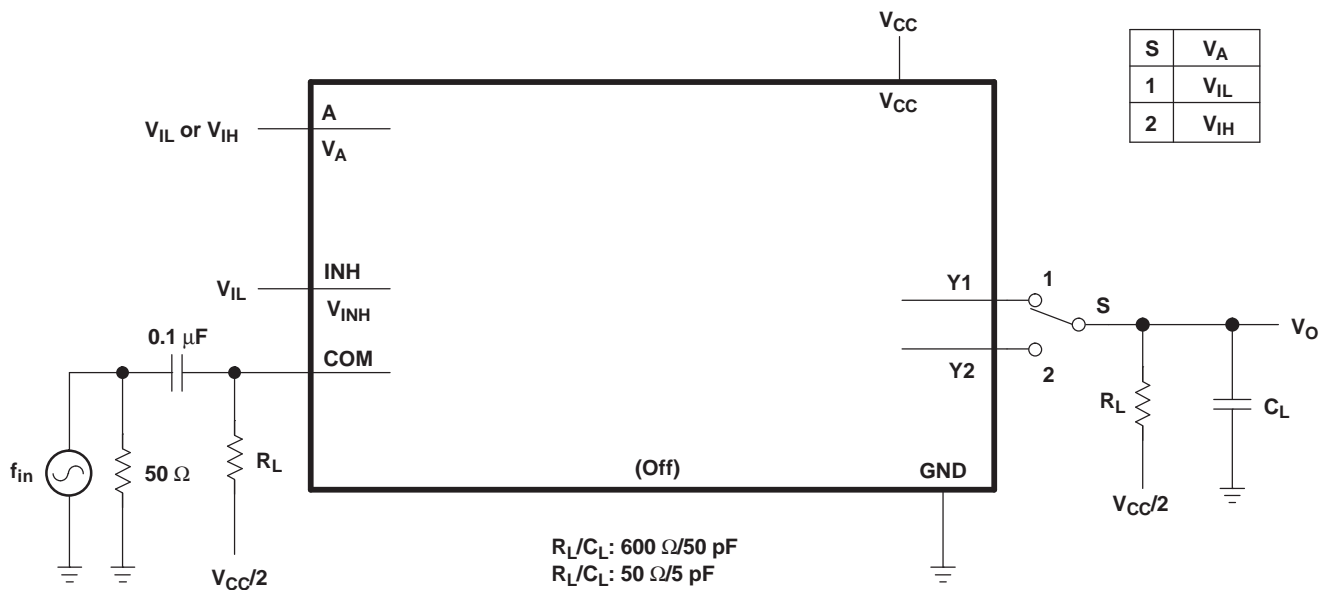 VCC
S VA
1 VIL
2 VIH
VCC
A
VIL or VIH
VA
INH
VIL
VINH
Y1
1
S
VO
0.1 μF
COM
Y2
2
RL
CL
fin
50 Ω
RL
(Off)
GND
VCC/2
VCC/2
RL/CL: 600 Ω/50 pF
RL/CL: 50 Ω/5 pF